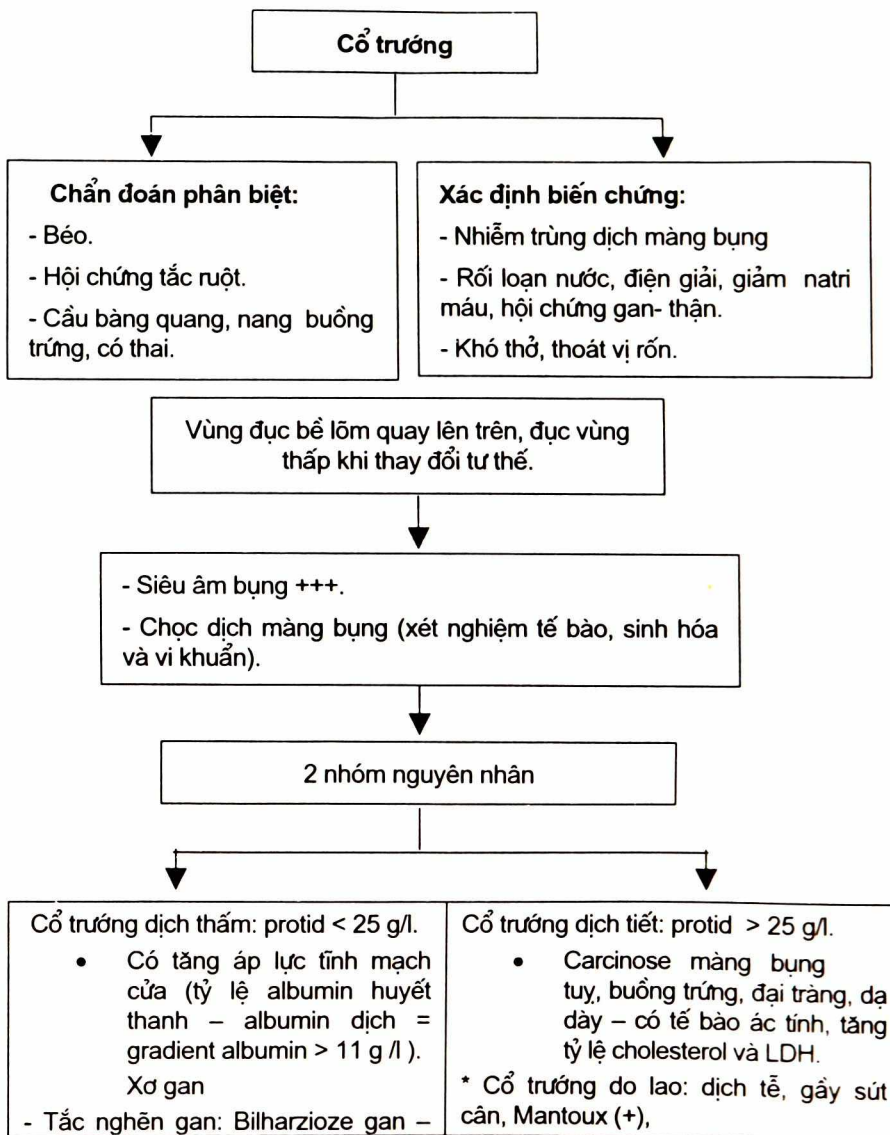 Cổ trướng
Chẩn đoán phân biệt:
- Béo.
- Hội chứng tắc ruột.
- Cầu bàng quang, nang buồng
trứng, có thai.
Xác định biến chứng:
- Nhiễm trùng dịch màng bụng
- Rối loạn nước, điện giải, giảm natri
máu, hội chứng gan- thận.
- Khó thở, thoát vị rốn.
Vùng đục bề lõm quay lên trên, đục vùng
thấp khi thay đổi tư thế.
- Siêu âm bụng +++.
- Chọc dịch màng bụng (xét nghiệm tế bào, sinh hóa
và vi khuẩn).
2 nhóm nguyên nhân
Cổ trướng dịch thấm: protid < 25 g/l.
• Có tăng áp lực tĩnh mạch
cửa (tỷ lệ albumin huyết
thanh – albumin dịch =
gradient albumin > 11 g /l ).
Xơ gan
- Tắc nghẽn gan: Bilharzioze gan –
Cổ trướng dịch tiết: protid > 25 g/l.
• Carcinose màng bụng
tuỵ, buồng trứng, đại tràng, dạ
dày – có tế bào ác tính, tăng
tỷ lệ cholesterol và LDH.
* Cổ trướng do lao: dịch tễ, gầy sút
cân, Mantoux (+),